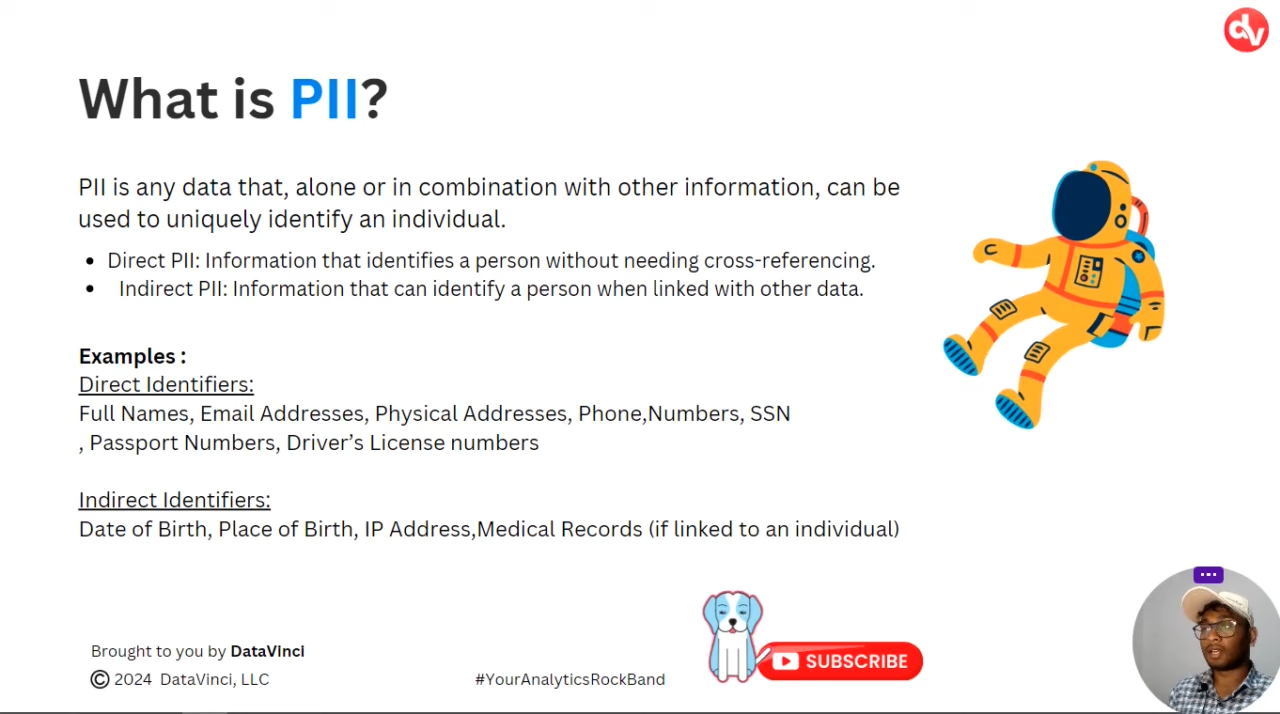 dv
What is PII?
PII is any data that, alone or in combination with other information, can be
used to uniquely identify an individual.
• Direct PII: Information that identifies a person without needing cross-referencing.
• Indirect PII: Information that can identify a person when linked with other data.
Examples :
Direct Identifiers:
Full Names, Email Addresses, Physical Addresses, Phone,Numbers, SSN
, Passport Numbers, Driver’s License numbers
Indirect Identifiers:
Date of Birth, Place of Birth, IP Address,Medical Records (if linked to an individual)
SUBSCRIBE
Brought to you by DataVinci
© 2024 DataVinci, LLC
#YourAnalyticsRockBand